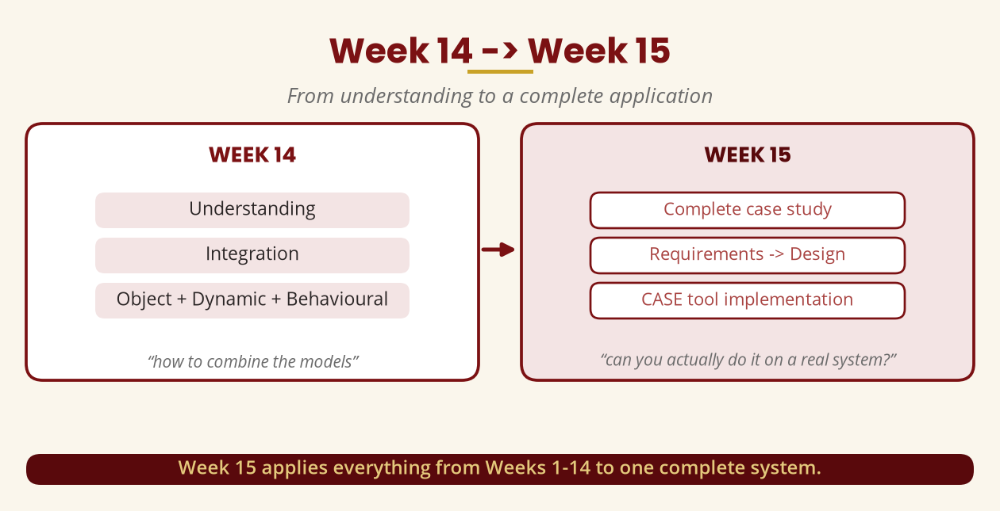 Week 14 -> Week 15
From understanding to a complete application
WEEK 14
Understanding
Integration
Object + Dynamic + Behavioural
“how to combine the models”
WEEK 15
Complete case study
Requirements -> Design
CASE tool implementation
“can you actually do it on a real system?”
Week 15 applies everything from Weeks 1-14 to one complete system.